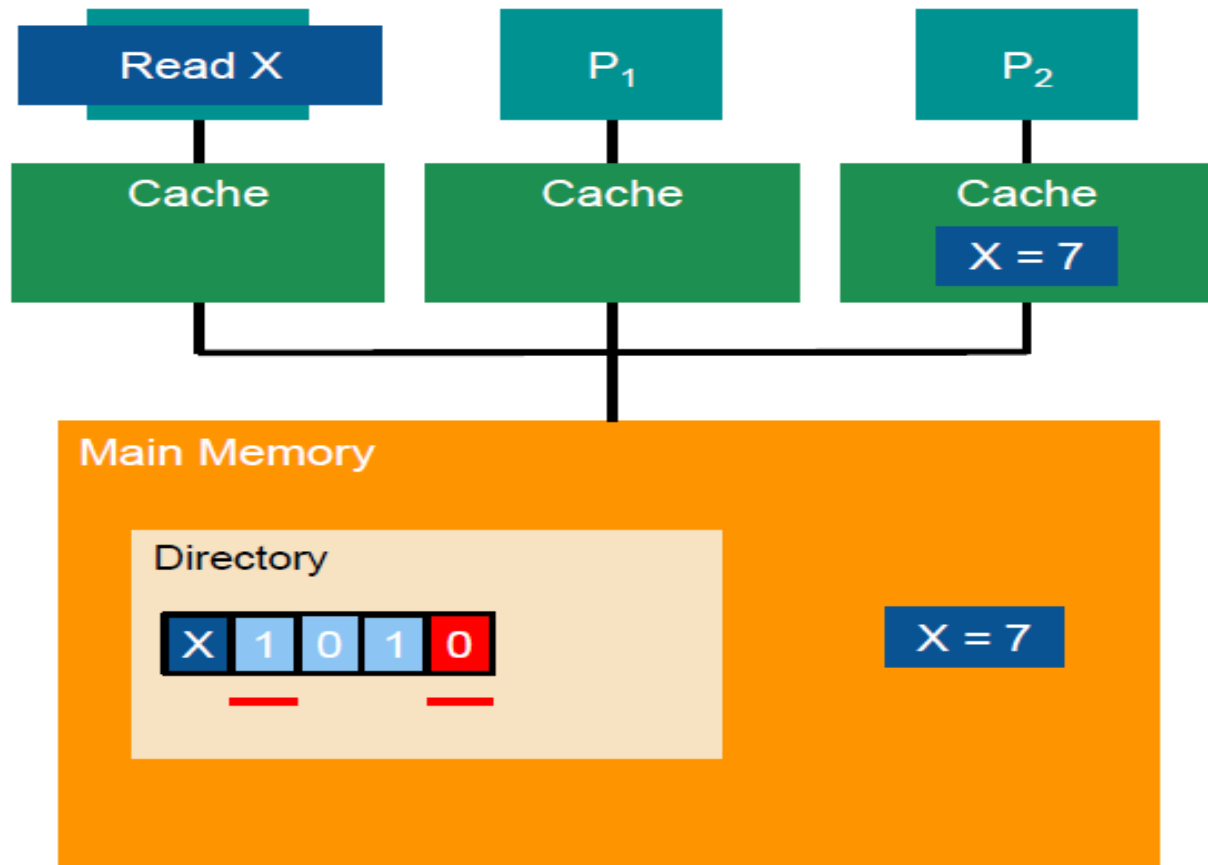 Read X
P₁
P₂
Cache
Cache
Cache
X = 7
Main Memory
Directory
X 1 0 1 0
X = 7